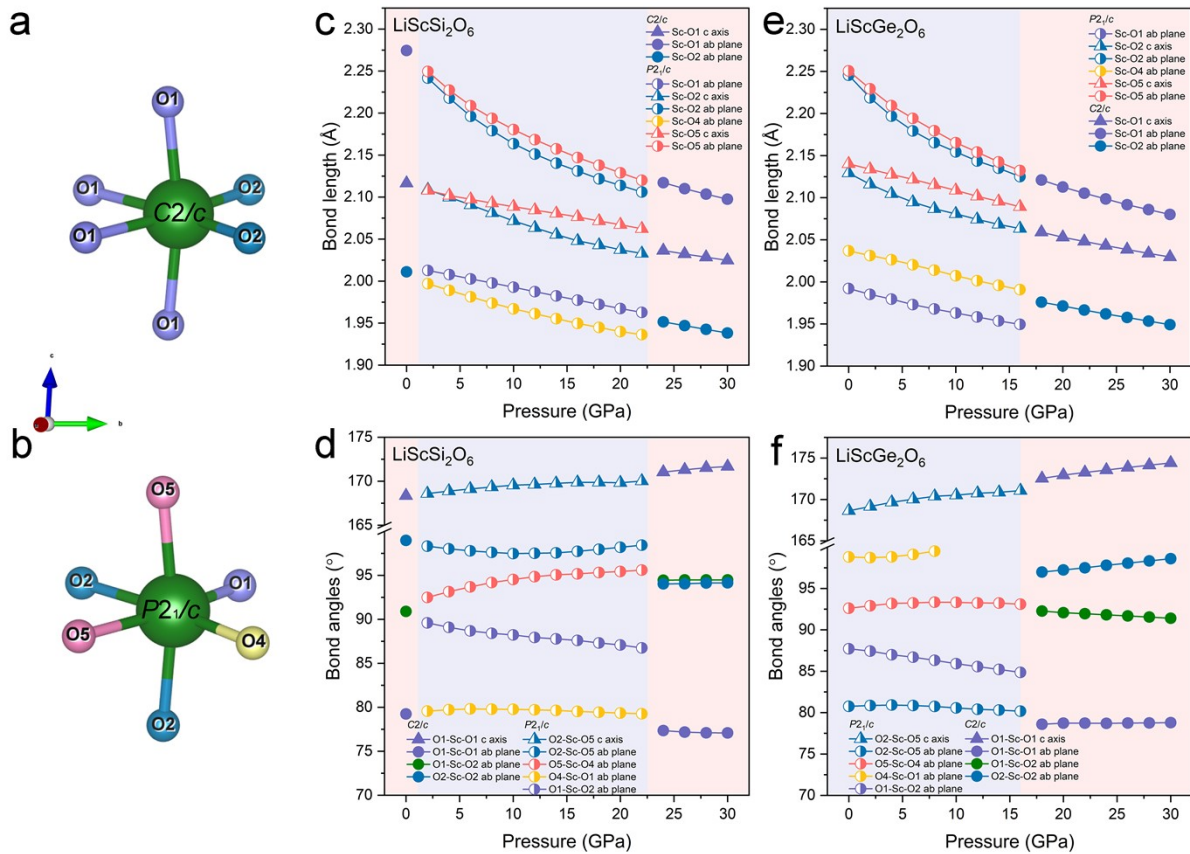 a
O1
O1
O2
C2/c
O1
O2
O1
c
b
b
O5
O2
O1
P2₁/c
O5
O4
O2
c
LiScSi₂O₆
C2/c
Sc-O1 c axis
Sc-O1 ab plane
Sc-O2 ab plane
P2₁/c
Sc-O1 ab plane
Sc-O2 c axis
Sc-O2 ab plane
Sc-O4 ab plane
Sc-O5 c axis
Sc-O5 ab plane
Bond length (Å)
2.30
2.25
2.20
2.15
2.10
2.05
2.00
1.95
1.90
0 5 10 15 20 25 30
Pressure (GPa)
e
LiScGe₂O₆
P2₁/c
Sc-O1 ab plane
Sc-O2 c axis
Sc-O2 ab plane
Sc-O4 ab plane
Sc-O5 c axis
Sc-O5 ab plane
C2/c
Sc-O1 c axis
Sc-O1 ab plane
Sc-O2 ab plane
Bond length (Å)
2.30
2.25
2.20
2.15
2.10
2.05
2.00
1.95
1.90
0 5 10 15 20 25 30
Pressure (GPa)
d
LiScSi₂O₆
Bond angles (°)
175
170
165
95
90
85
80
75
70
C2/c
O1-Sc-O1 c axis
O1-Sc-O1 ab plane
O1-Sc-O2 ab plane
O2-Sc-O2 ab plane
P2₁/c
O2-Sc-O5 c axis
O2-Sc-O5 ab plane
O5-Sc-O4 ab plane
O4-Sc-O1 ab plane
O1-Sc-O2 ab plane
0 5 10 15 20 25 30
Pressure (GPa)
f
LiScGe₂O₆
Bond angles (°)
175
170
165
95
90
85
80
75
70
P2₁/c
O2-Sc-O5 c axis
O2-Sc-O5 ab plane
O5-Sc-O4 ab plane
O4-Sc-O1 ab plane
O1-Sc-O2 ab plane
C2/c
O1-Sc-O1 c axis
O1-Sc-O1 ab plane
O1-Sc-O2 ab plane
O2-Sc-O2 ab plane
0 5 10 15 20 25 30
Pressure (GPa)